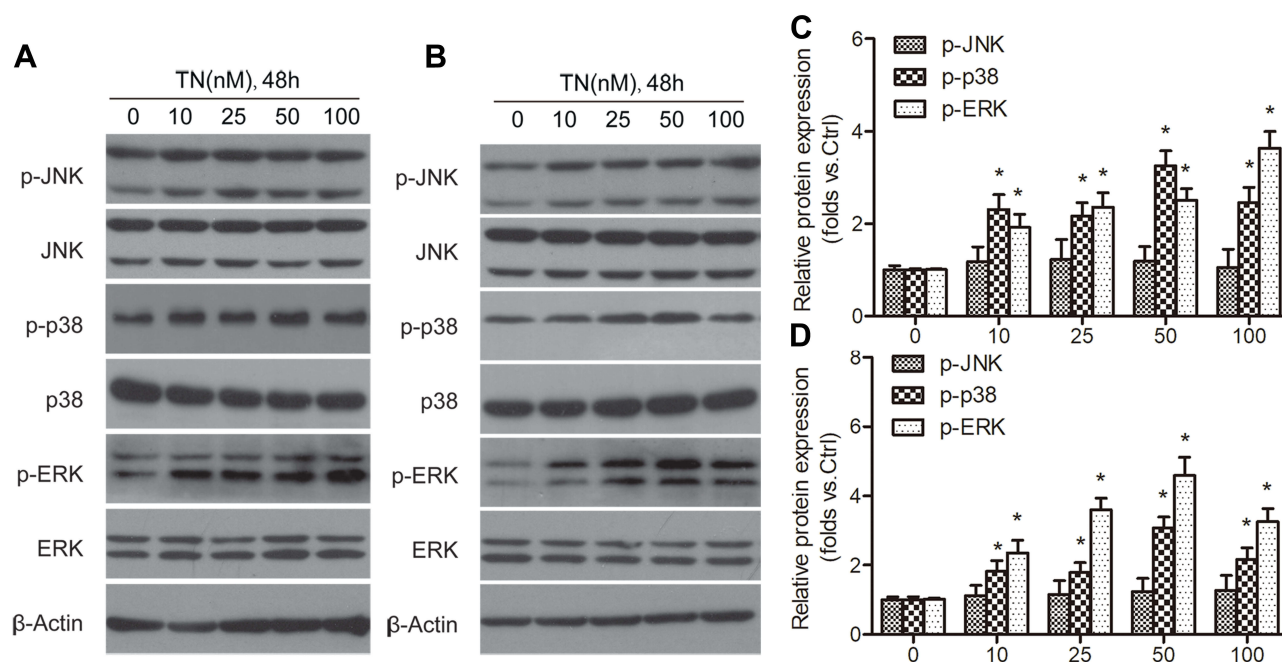 A
TN(nM), 48h
0 10 25 50 100
p-JNK
JNK
p-p38
p38
p-ERK
ERK
β-Actin
B
TN(nM), 48h
0 10 25 50 100
p-JNK
JNK
p-p38
p38
p-ERK
ERK
β-Actin
C
Relative protein expression
(folds vs. Ctrl)
6
4
2
0
p-JNK
p-p38
p-ERK
* * * * * * * *
0 10 25 50 100
D
Relative protein expression
(folds vs. Ctrl)
8
6
4
2
0
p-JNK
p-p38
p-ERK
* * * * * * * *
0 10 25 50 100